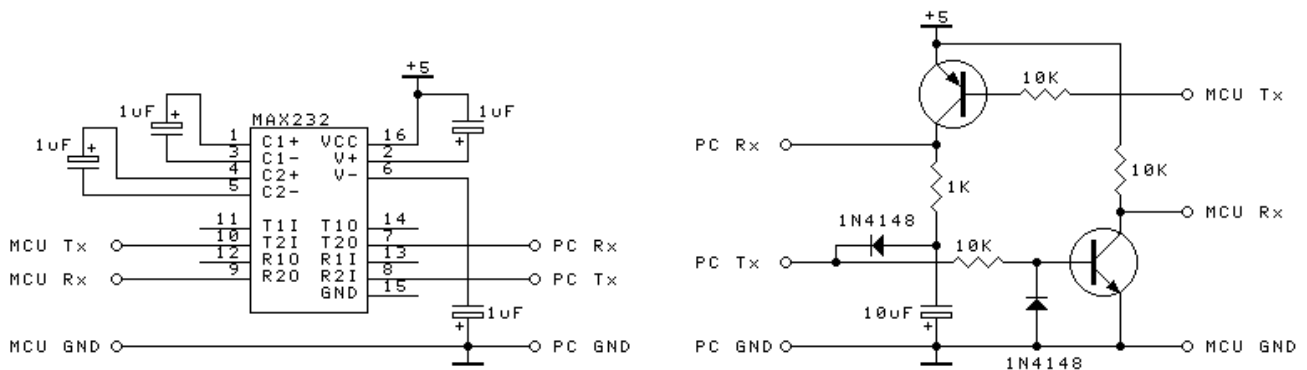 +5
1uF +
1uF +
MAX232
1uF
+
1 C1+ VCC 16
3 C1- V+ 2
4 C2+ V- 6
5 C2-
11 T1I T1O 14
MCU Tx 10 T2I T2O 7 PC Rx
12 R1O R1I 13
MCU Rx 9 R2O R2I 8 PC Tx
GND 15
1uF
+
MCU GND PC GND
+5
10K
MCU Tx
PC Rx
1K
10K
MCU Rx
1N4148
10K
PC Tx
10uF
+
PC GND
MCU GND
1N4148